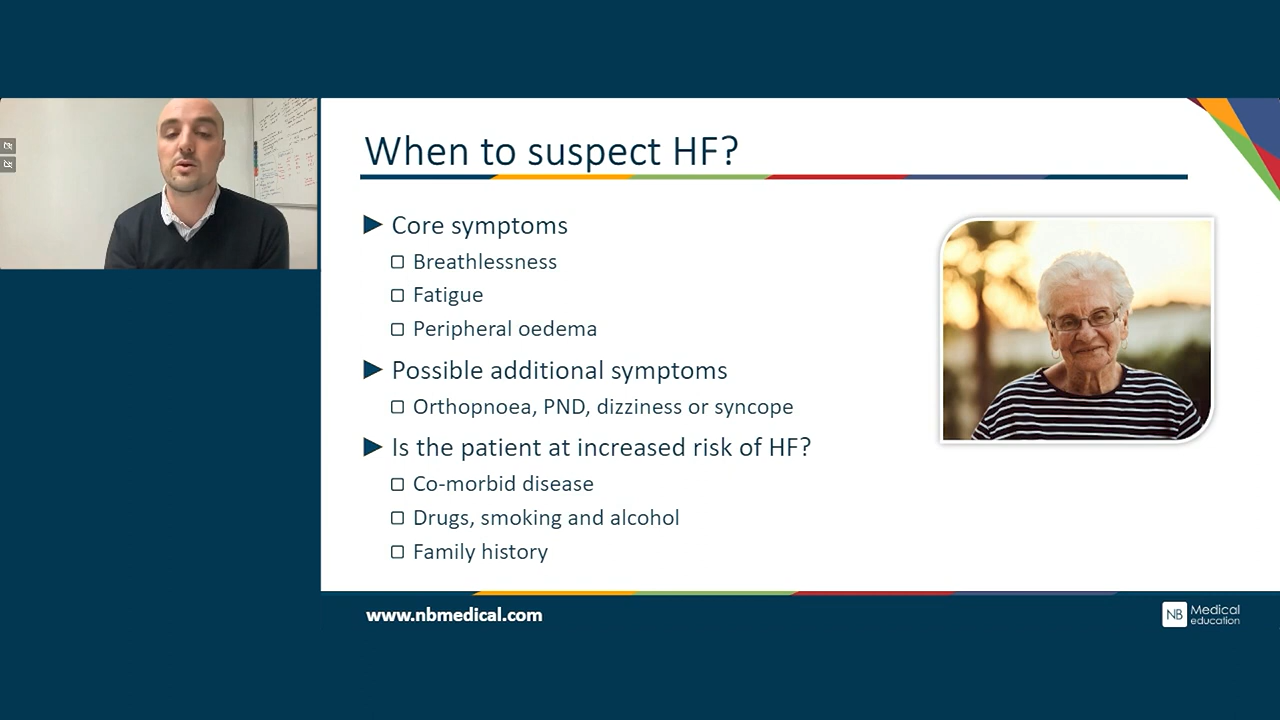 When to suspect HF?
Core symptoms
Breathlessness
Fatigue
Peripheral oedema
Possible additional symptoms
Orthopnoea, PND, dizziness or syncope
Is the patient at increased risk of HF?
Co-morbid disease
Drugs, smoking and alcohol
Family history
www.nbmedical.com
NB Medical
education